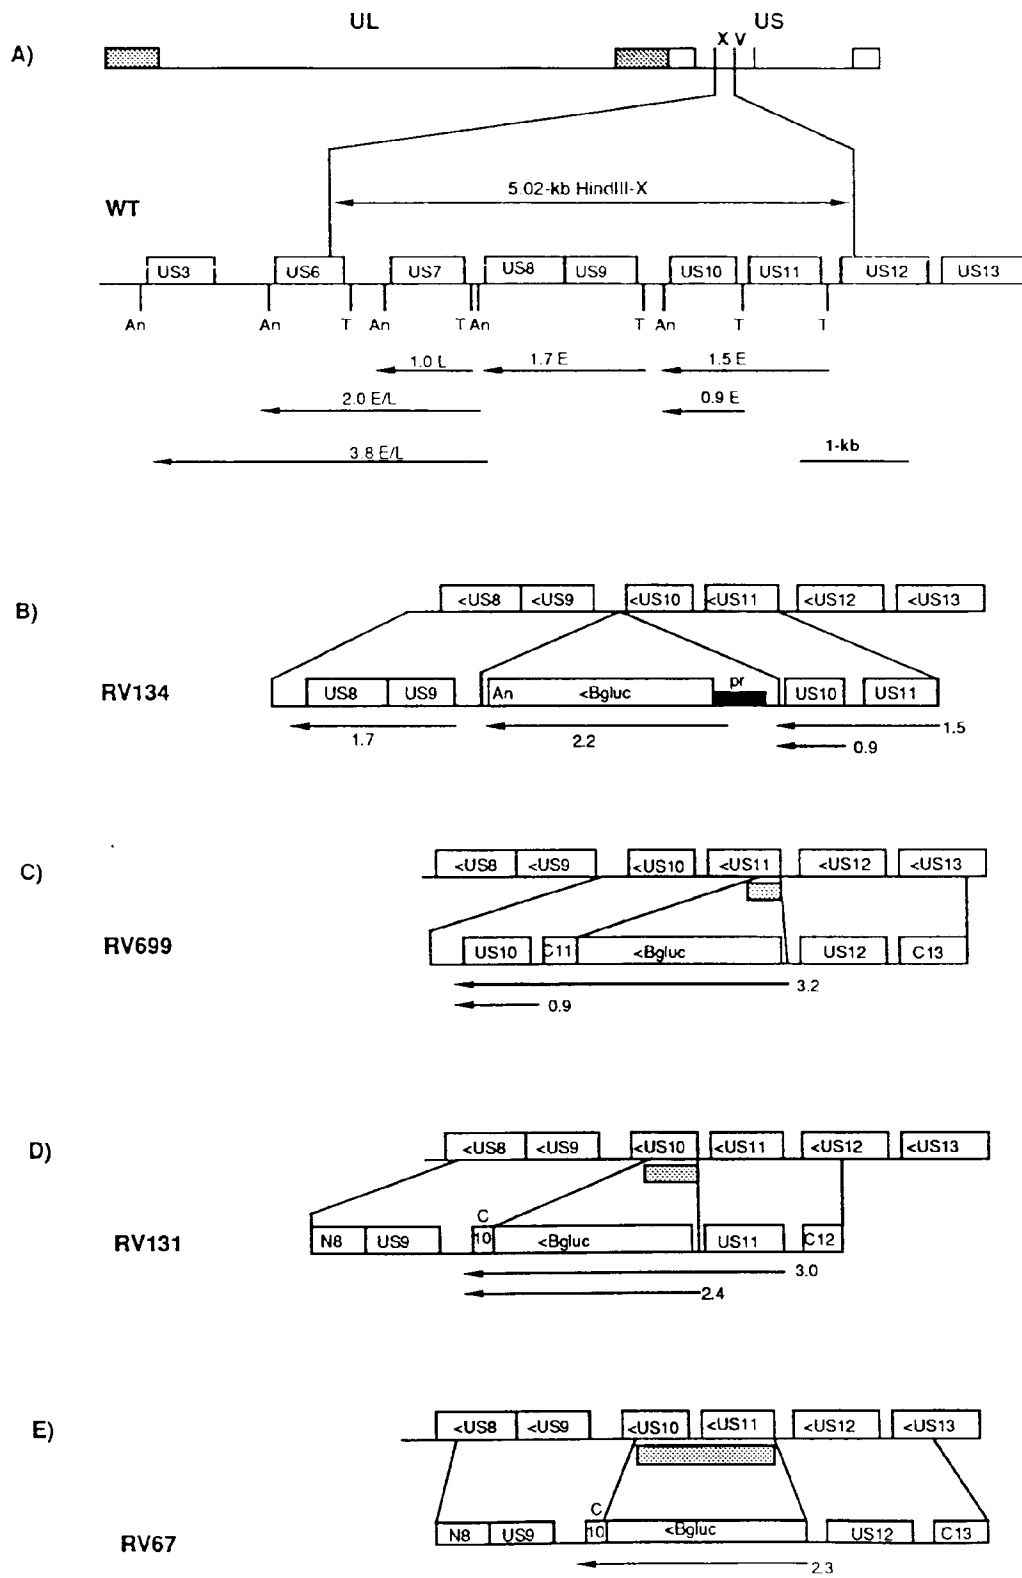 UL US
A) X V
5.02-kb HindIII-X
WT
US3 US6 US7 US8 US9 US10 US11 US12 US13
An An T An T An T An T T
1.0 L 1.7 E 1.5 E
2.0 E/L 0.9 E
3.8 E/L 1-kb
B) <US8 <US9 <US10 <US11 <US12 <US13
pr
RV134 US8 US9 An <Bgluc US10 US11
1.7 2.2 1.5
0.9
C) <US8 <US9 <US10 <US11 <US12 <US13
RV699 US10 C11 <Bgluc US12 C13
3.2
0.9
D) <US8 <US9 <US10 <US11 <US12 <US13
C
RV131 N8 US9 10 <Bgluc US11 C12
3.0
2.4
E) <US8 <US9 <US10 <US11 <US12 <US13
C
RV67 N8 US9 10 <Bgluc US12 C13
2.3